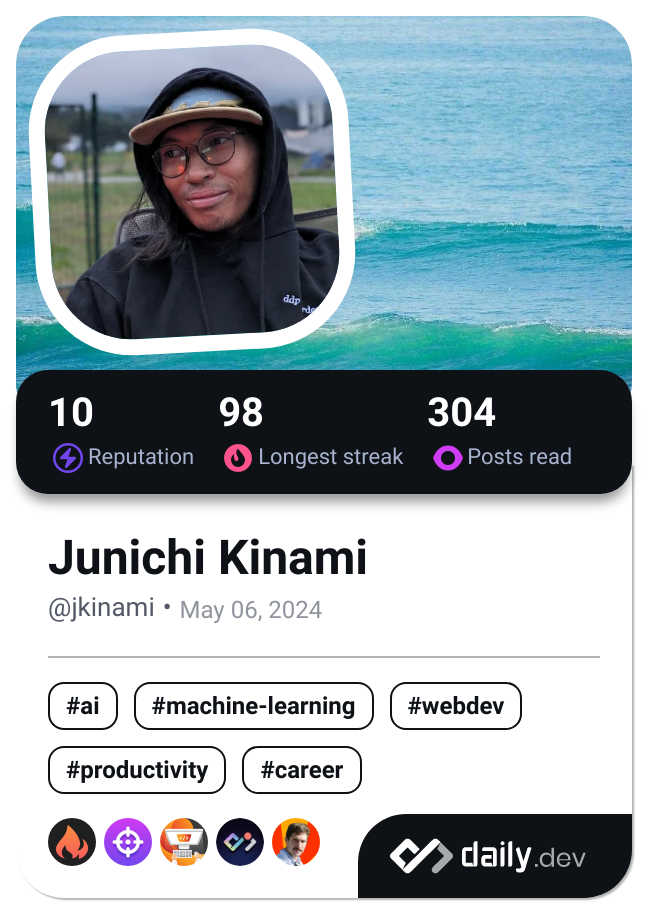 ddp
10 98 304
Reputation Longest streak Posts read
Junichi Kinami
@jkinami • May 06, 2024
#ai #machine-learning #webdev
#productivity #career
daily.dev